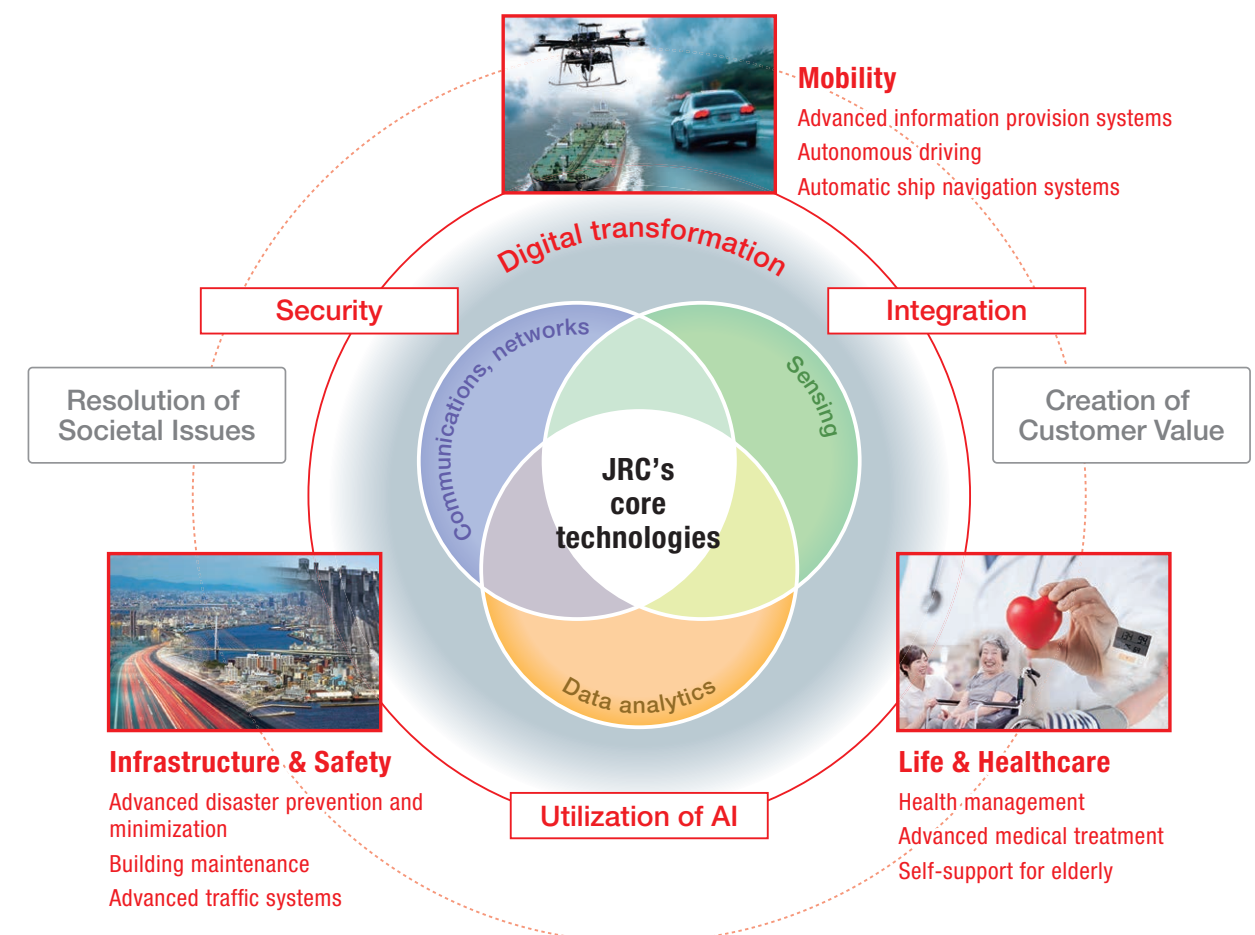 Mobility
Advanced information provision systems
Autonomous driving
Automatic ship navigation systems
Digital transformation
Security
Integration
Communications, networks
Sensing
Resolution of
Societal Issues
Creation of
Customer Value
JRC's
core
technologies
Data analytics
Infrastructure & Safety
Advanced disaster prevention and
minimization
Building maintenance
Advanced traffic systems
Utilization of AI
Life & Healthcare
Health management
Advanced medical treatment
Self-support for elderly